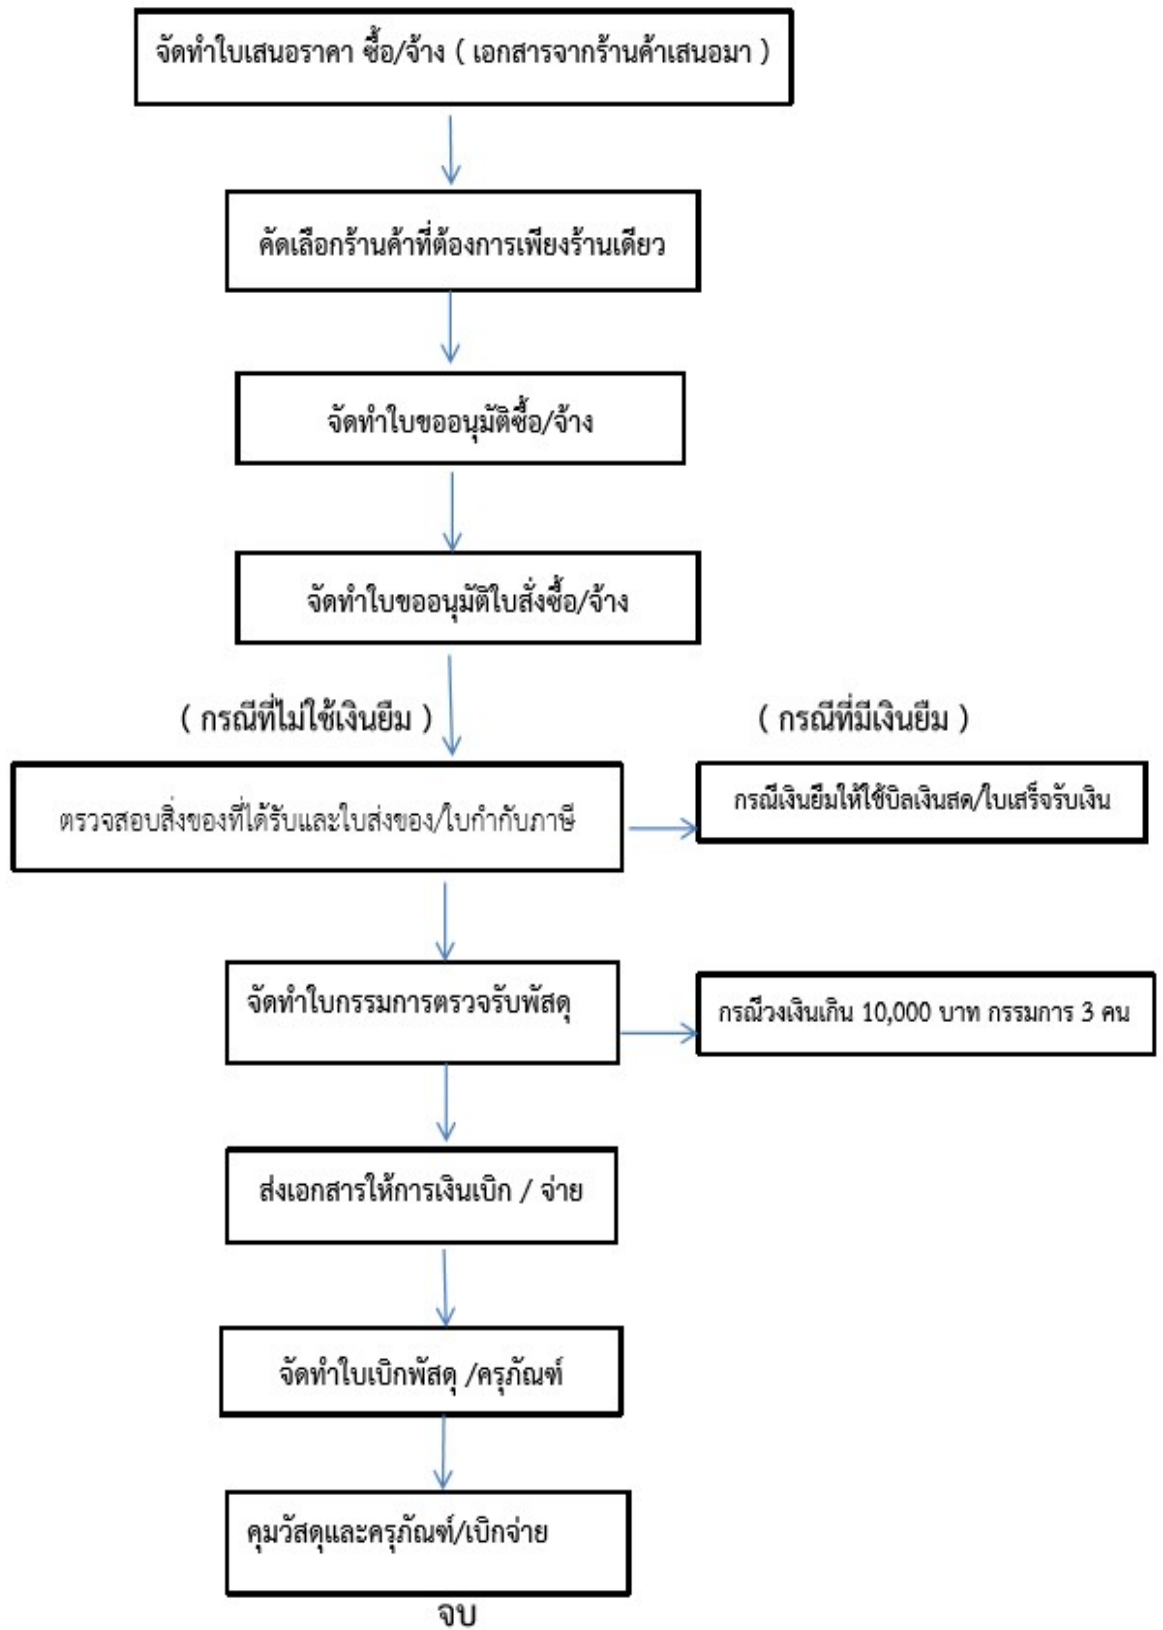 จัดทำใบเสนอราคา ซื้อ/จ้าง ( เอกสารจากร้านค้าเสนอมา )
คัดเลือกร้านค้าที่ต้องการเพียงร้านเดียว
จัดทำใบขออนุมัติซื้อ/จ้าง
จัดทำใบขออนุมัติใบสั่งซื้อ/จ้าง
( กรณีที่ไม่ใช้เงินยืม )
( กรณีที่มีเงินยืม )
ตรวจสอบสิ่งของที่ได้รับและใบส่งของ/ใบกำกับภาษี
กรณีเงินยืมให้ใช้บิลเงินสด/ใบเสร็จรับเงิน
จัดทำใบกรรมการตรวจรับพัสดุ
กรณีวงเงินเกิน 10,000 บาท กรรมการ 3 คน
ส่งเอกสารให้การเงินเบิก / จ่าย
จัดทำใบเบิกพัสดุ /ครุภัณฑ์
คุมวัสดุและครุภัณฑ์/เบิกจ่าย
จบ